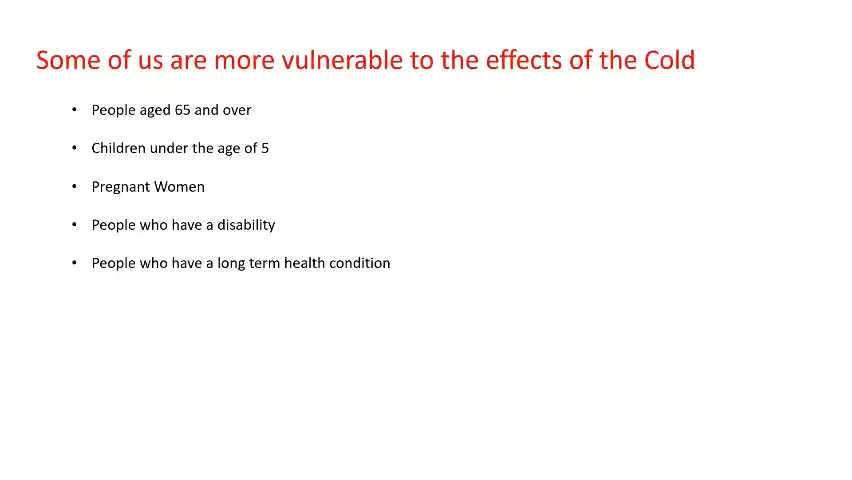 Some of us are more vulnerable to the effects of the Cold
• People aged 65 and over
• Children under the age of 5
• Pregnant Women
• People who have a disability
• People who have a long term health condition